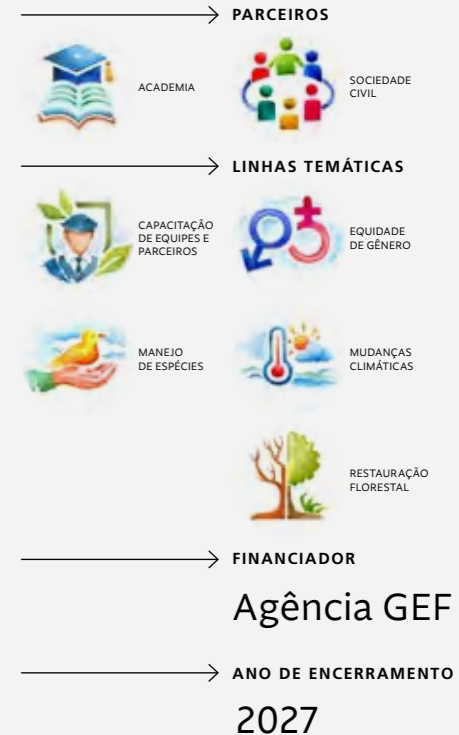 PARCEIROS
ACADEMIA
SOCIEDADE
CIVIL
LINHAS TEMÁTICAS
CAPACITAÇÃO
DE EQUIPES E
PARCEIROS
EQUIDADE
DE GÊNERO
MANEJO
DE ESPÉCIES
MUDANÇAS
CLIMÁTICAS
RESTAURAÇÃO
FLORESTAL
FINANCIADOR
Agência GEF
ANO DE ENCERRAMENTO
2027